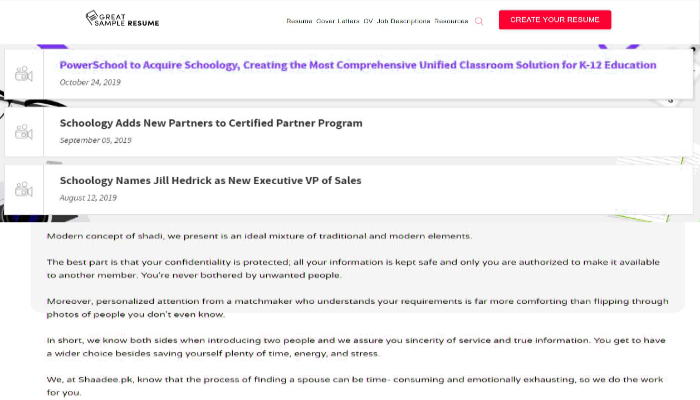 GREAT
SAMPLE RESUME
Resume Cover Letters CV Job Descriptions Resources
CREATE YOUR RESUME
PowerSchool to Acquire Schoology, Creating the Most Comprehensive Unified Classroom Solution for K-12 Education
October 24, 2019
Schoology Adds New Partners to Certified Partner Program
September 05, 2019
Schoology Names Jill Hedrick as New Executive VP of Sales
August 12, 2019
Modern concept of shadi, we present is an ideal mixture of traditional and modern elements.
The best part is that your confidentiality is protected; all your information is kept safe and only you are authorized to make it available
to another member. You're never bothered by unwanted people.
Moreover, personalized attention from a matchmaker who understands your requirements is far more comforting than flipping through
photos of people you don't even know.
In short, we know both sides when introducing two people and we assure you sincerity of service and true information. You get to have
a wider choice besides saving yourself plenty of time, energy, and stress.
We, at Shaadee.pk, know that the process of finding a spouse can be time- consuming and emotionally exhausting, so we do the work
for you.